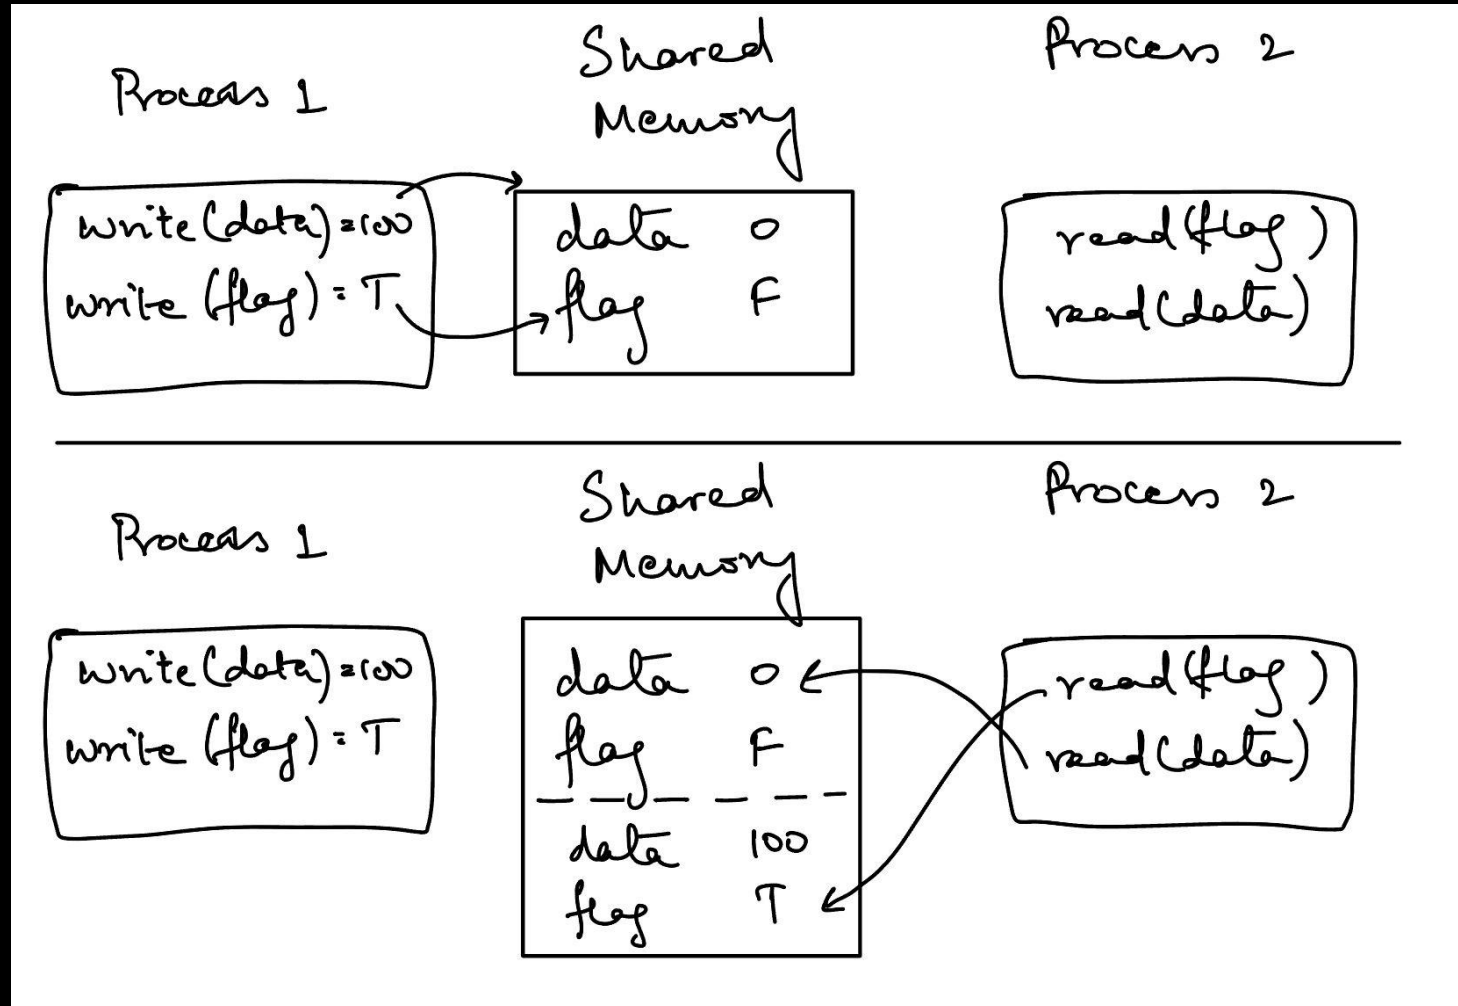 Process 1
Shared
Memory
Process 2
write(data)=100
write (flag) = T
data 0
flag F
read(flag)
read(data)
Process 1
Shared
Memory
Process 2
write(data)=100
write (flag) = T
data 0
flag F
data 100
flag T
read(flag)
read(data)